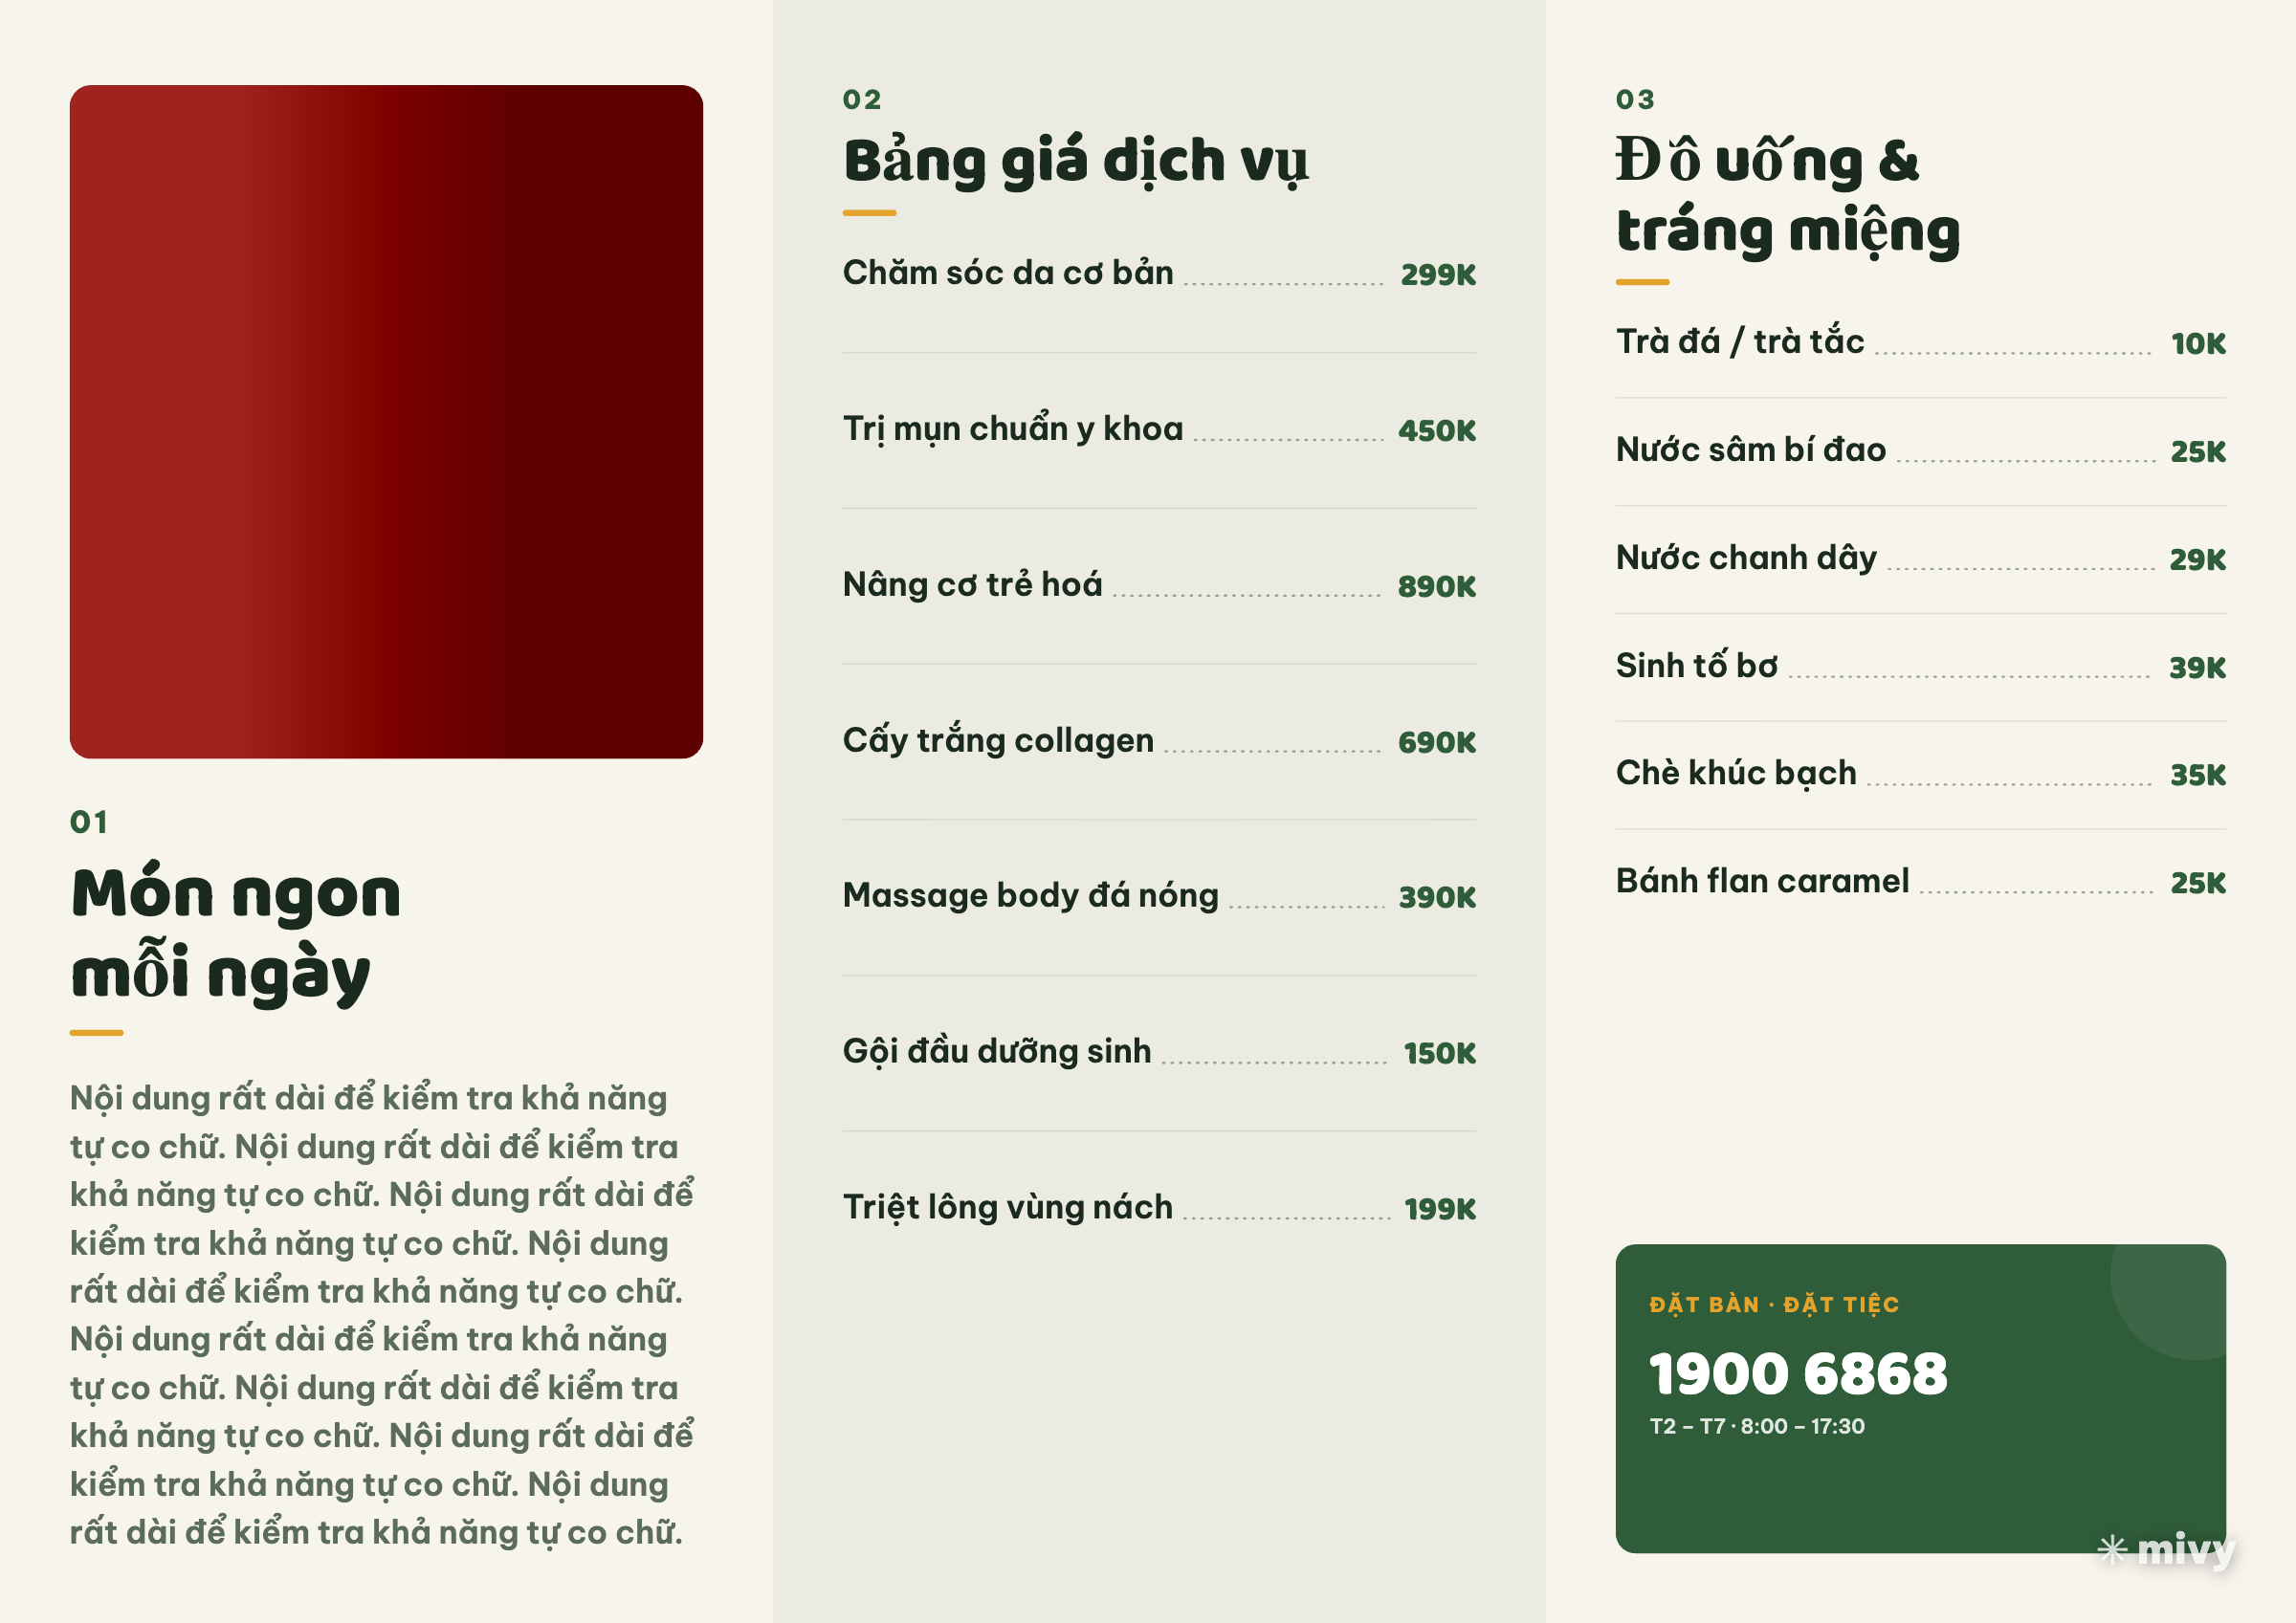 01
Món ngon
mỗi ngày
Nội dung rất dài để kiểm tra khả năng
tự co chữ. Nội dung rất dài để kiểm tra
khả năng tự co chữ. Nội dung rất dài để
kiểm tra khả năng tự co chữ. Nội dung
rất dài để kiểm tra khả năng tự co chữ.
Nội dung rất dài để kiểm tra khả năng
tự co chữ. Nội dung rất dài để kiểm tra
khả năng tự co chữ. Nội dung rất dài để
kiểm tra khả năng tự co chữ. Nội dung
rất dài để kiểm tra khả năng tự co chữ.
02
Bảng giá dịch vụ
Chăm sóc da cơ bản 299K
Trị mụn chuẩn y khoa 450K
Nâng cơ trẻ hoá 890K
Cấy trắng collagen 690K
Massage body đá nóng 390K
Gội đầu dưỡng sinh 150K
Triệt lông vùng nách 199K
03
Đồ uống &
tráng miệng
Trà đá / trà tắc 10K
Nước sâm bí đao 25K
Nước chanh dây 29K
Sinh tố bơ 39K
Chè khúc bạch 35K
Bánh flan caramel 25K
ĐẶT BÀN · ĐẶT TIỆC
1900 6868
T2 – T7 · 8:00 – 17:30
mivy